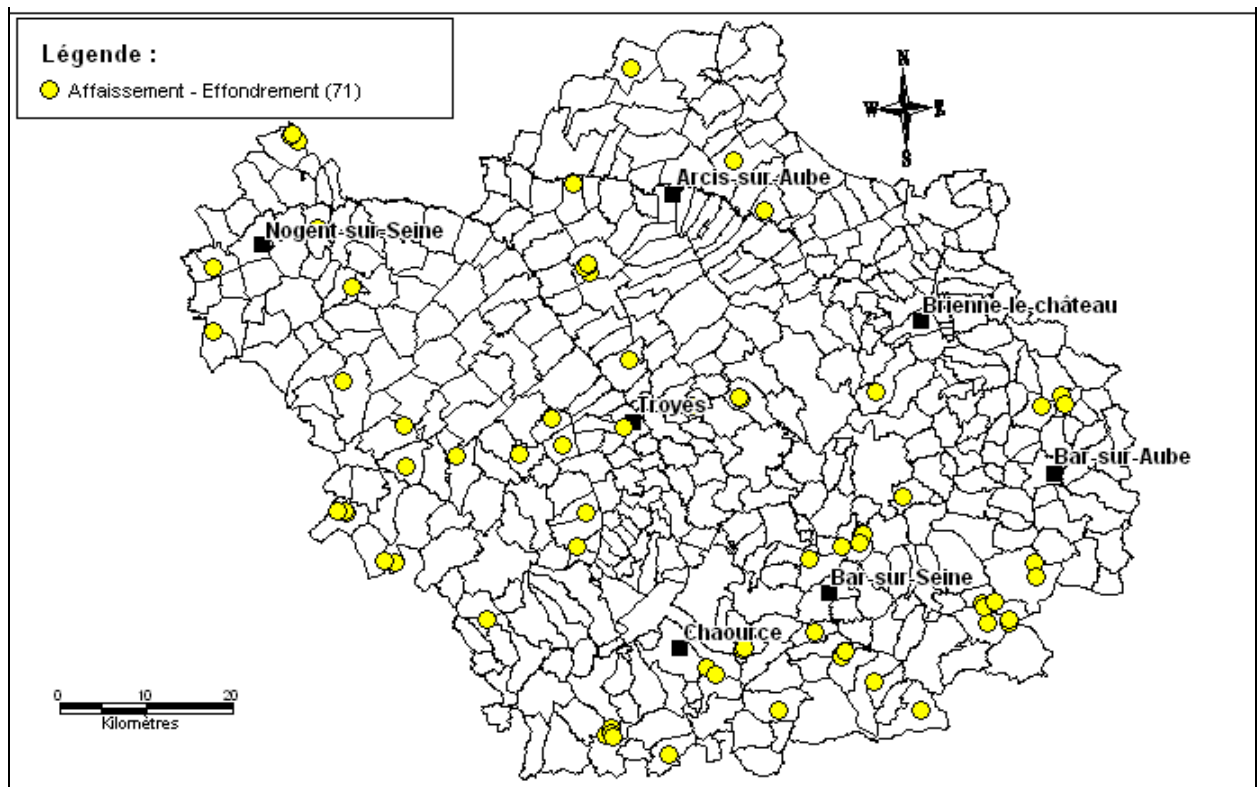 Légende :
Affaissement - Effondrement (71)
N
W E
S
Arcis-sur-Aube
Nogent-sur-Seine
Brienne-le-château
Troyes
Bar-sur-Aube
Bar-sur-Seine
Chaource
0 10 20
Kilomètres